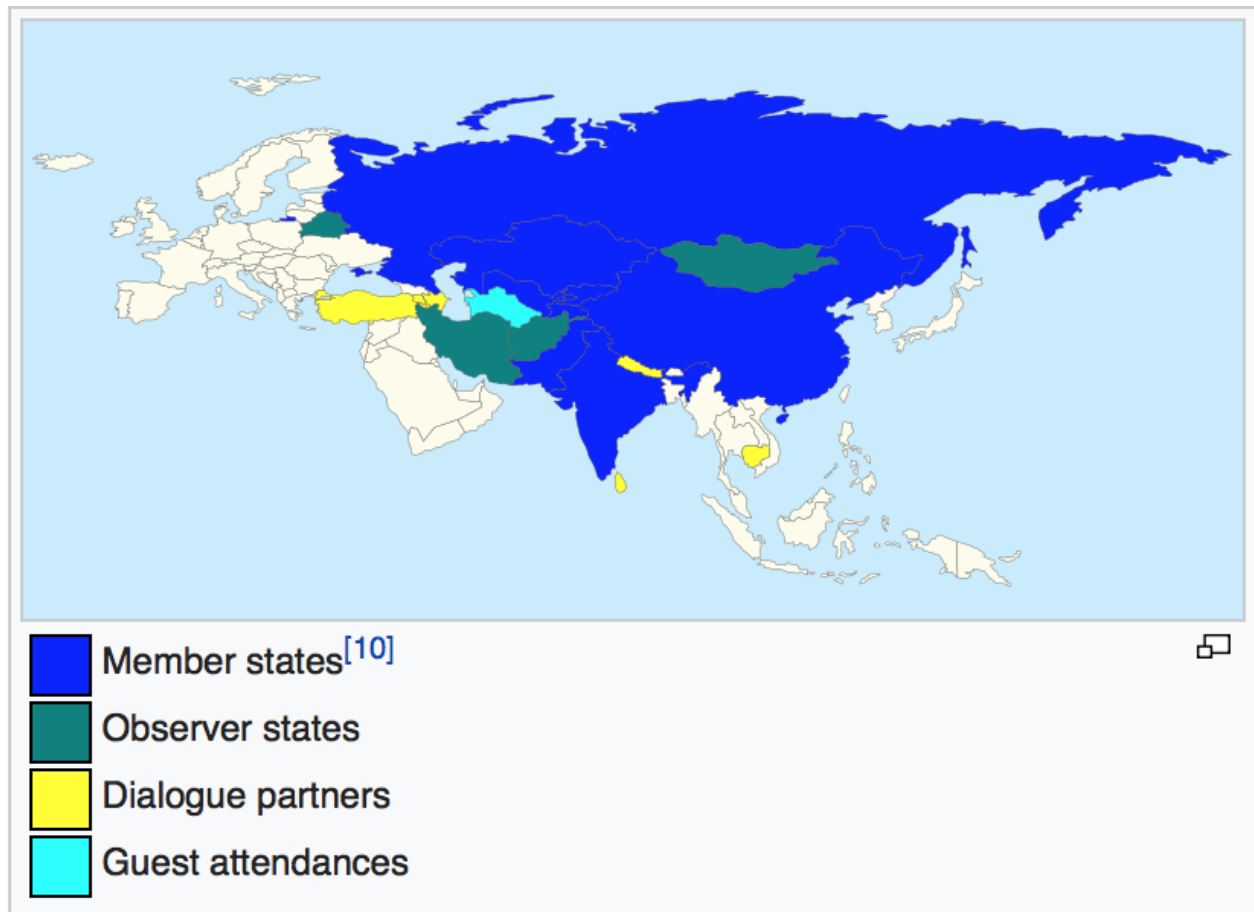 Member states[10]
Observer states
Dialogue partners
Guest attendances